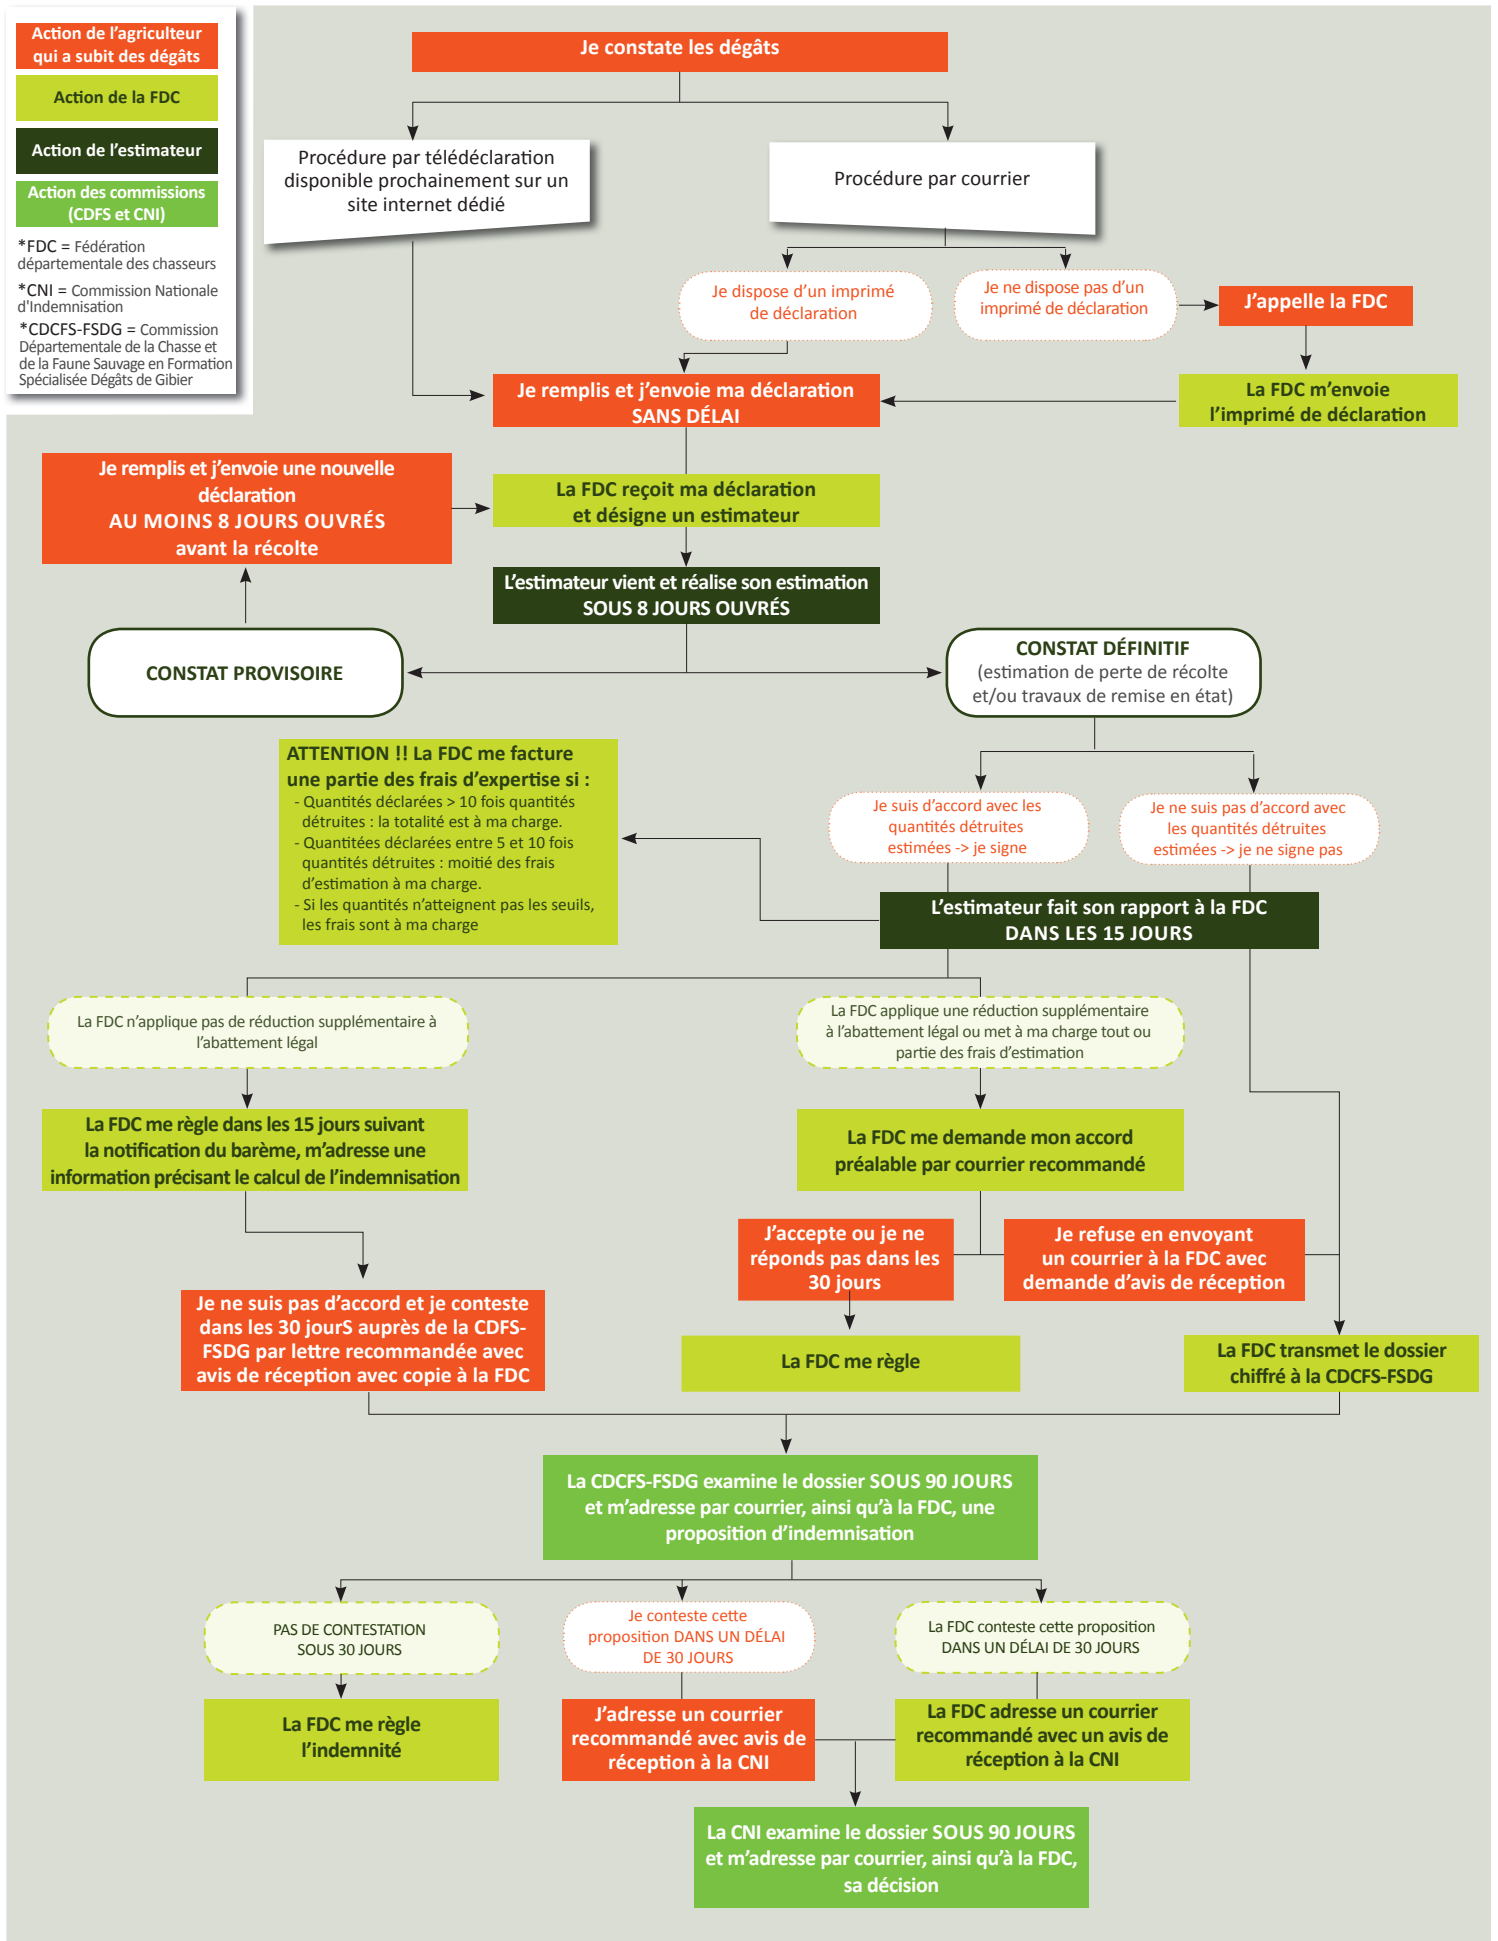 Action de l'agriculteur
qui a subit des dégâts
Action de la FDC
Action de l'estimateur
Action des commissions
(CDFS et CNI)
*FDC = Fédération
départementale des chasseurs
*CNI = Commission Nationale
d'Indemnisation
*CDCFS-FSDG = Commission
Départementale de la Chasse et
de la Faune Sauvage en Formation
Spécialisée Dégâts de Gibier
Je constate les dégâts
Procédure par télédéclaration
disponible prochainement sur un
site internet dédié
Procédure par courrier
Je dispose d'un imprimé
de déclaration
Je ne dispose pas d'un
imprimé de déclaration
J'appelle la FDC
La FDC m'envoie
l'imprimé de déclaration
Je remplis et j'envoie ma déclaration
SANS DÉLAI
Je remplis et j'envoie une nouvelle
déclaration
AU MOINS 8 JOURS OUVRÉS
avant la récolte
La FDC reçoit ma déclaration
et désigne un estimateur
L'estimateur vient et réalise son estimation
SOUS 8 JOURS OUVRÉS
CONSTAT PROVISOIRE
CONSTAT DÉFINITIF
(estimation de perte de récolte
et/ou travaux de remise en état)
ATTENTION !! La FDC me facture
une partie des frais d'expertise si :
- Quantités déclarées > 10 fois quantités
détruites : la totalité est à ma charge.
- Quantitées déclarées entre 5 et 10 fois
quantités détruites : moitié des frais
d'estimation à ma charge.
- Si les quantités n'atteignent pas les seuils,
les frais sont à ma charge
Je suis d'accord avec les
quantités détruites
estimées -> je signe
Je ne suis pas d'accord avec
les quantités détruites
estimées -> je ne signe pas
L'estimateur fait son rapport à la FDC
DANS LES 15 JOURS
La FDC n'applique pas de réduction supplémentaire à
l'abattement légal
La FDC applique une réduction supplémentaire
à l'abattement légal ou met à ma charge tout ou
partie des frais d'estimation
La FDC me règle dans les 15 jours suivant
la notification du barème, m'adresse une
information précisant le calcul de l'indemnisation
La FDC me demande mon accord
préalable par courrier recommandé
J'accepte ou je ne
réponds pas dans les
30 jours
Je refuse en envoyant
un courrier à la FDC avec
demande d'avis de réception
Je ne suis pas d'accord et je conteste
dans les 30 jourS auprès de la CDFS-
FSDG par lettre recommandée avec
avis de réception avec copie à la FDC
La FDC me règle
La FDC transmet le dossier
chiffré à la CDCFS-FSDG
La CDCFS-FSDG examine le dossier SOUS 90 JOURS
et m'adresse par courrier, ainsi qu'à la FDC, une
proposition d'indemnisation
PAS DE CONTESTATION
SOUS 30 JOURS
Je conteste cette
proposition DANS UN DÉLAI
DE 30 JOURS
La FDC conteste cette proposition
DANS UN DÉLAI DE 30 JOURS
La FDC me règle
l'indemnité
J'adresse un courrier
recommandé avec avis de
réception à la CNI
La FDC adresse un courrier
recommandé avec un avis de
réception à la CNI
La CNI examine le dossier SOUS 90 JOURS
et m'adresse par courrier, ainsi qu'à la FDC,
sa décision